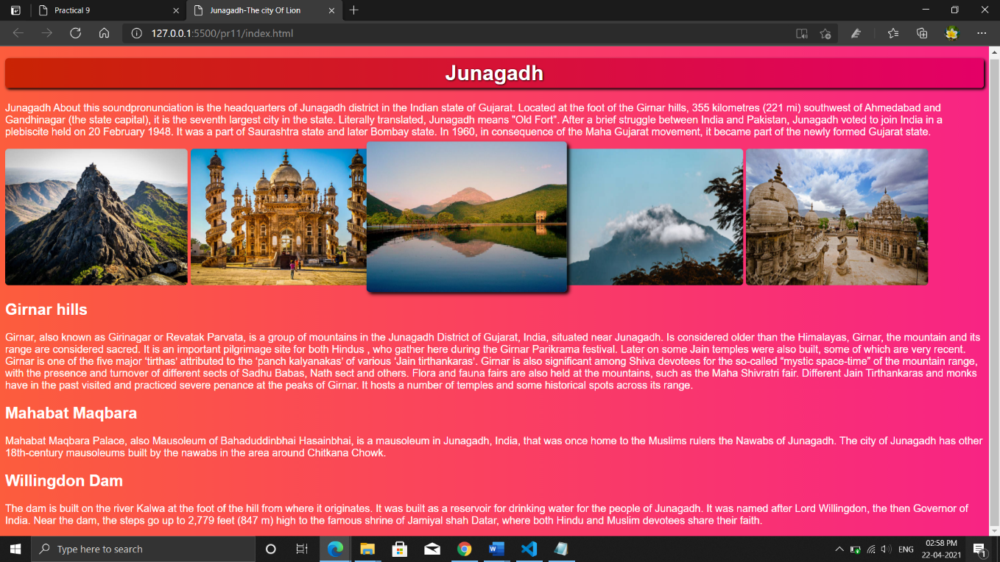 Practical 9
Junagadh-The city Of Lion
127.0.0.1:5500/pr11/index.html
Junagadh
Junagadh About this soundpronunciation is the headquarters of Junagadh district in the Indian state of Gujarat. Located at the foot of the Girnar hills, 355 kilometres (221 mi) southwest of Ahmedabad and
Gandhinagar (the state capital), it is the seventh largest city in the state. Literally translated, Junagadh means "Old Fort". After a brief struggle between India and Pakistan, Junagadh voted to join India in a
plebiscite held on 20 February 1948. It was a part of Saurashtra state and later Bombay state. In 1960, in consequence of the Maha Gujarat movement, it became part of the newly formed Gujarat state.
Girnar hills
Girnar, also known as Girinagar or Revatak Parvata, is a group of mountains in the Junagadh District of Gujarat, India, situated near Junagadh. Is considered older than the Himalayas, Girnar, the mountain and its
range are considered sacred. It is an important pilgrimage site for both Hindus , who gather here during the Girnar Parikrama festival. Later on some Jain temples were also built, some of which are very recent.
Girnar is one of the five major ‘tirthas’ attributed to the ‘panch kalyanakas’ of various ‘Jain tirthankaras’. Girnar is also significant among Shiva devotees for the so-called “mystic space-time” of the mountain range,
with the presence and turnover of different sects of Sadhu Babas, Nath sect and others. Flora and fauna fairs are also held at the mountains, such as the Maha Shivratri fair. Different Jain Tirthankaras and monks
have in the past visited and practiced severe penance at the peaks of Girnar. It hosts a number of temples and some historical spots across its range.
Mahabat Maqbara
Mahabat Maqbara Palace, also Mausoleum of Bahaduddinbhai Hasainbhai, is a mausoleum in Junagadh, India, that was once home to the Muslims rulers the Nawabs of Junagadh. The city of Junagadh has other
18th-century mausoleums built by the nawabs in the area around Chitkana Chowk.
Willingdon Dam
The dam is built on the river Kalwa at the foot of the hill from where it originates. It was built as a reservoir for drinking water for the people of Junagadh. It was named after Lord Willingdon, the then Governor of
India. Near the dam, the steps go up to 2,779 feet (847 m) high to the famous shrine of Jamiyal shah Datar, where both Hindu and Muslim devotees share their faith.
Type here to search
ENG
02:58 PM
22-04-2021
1